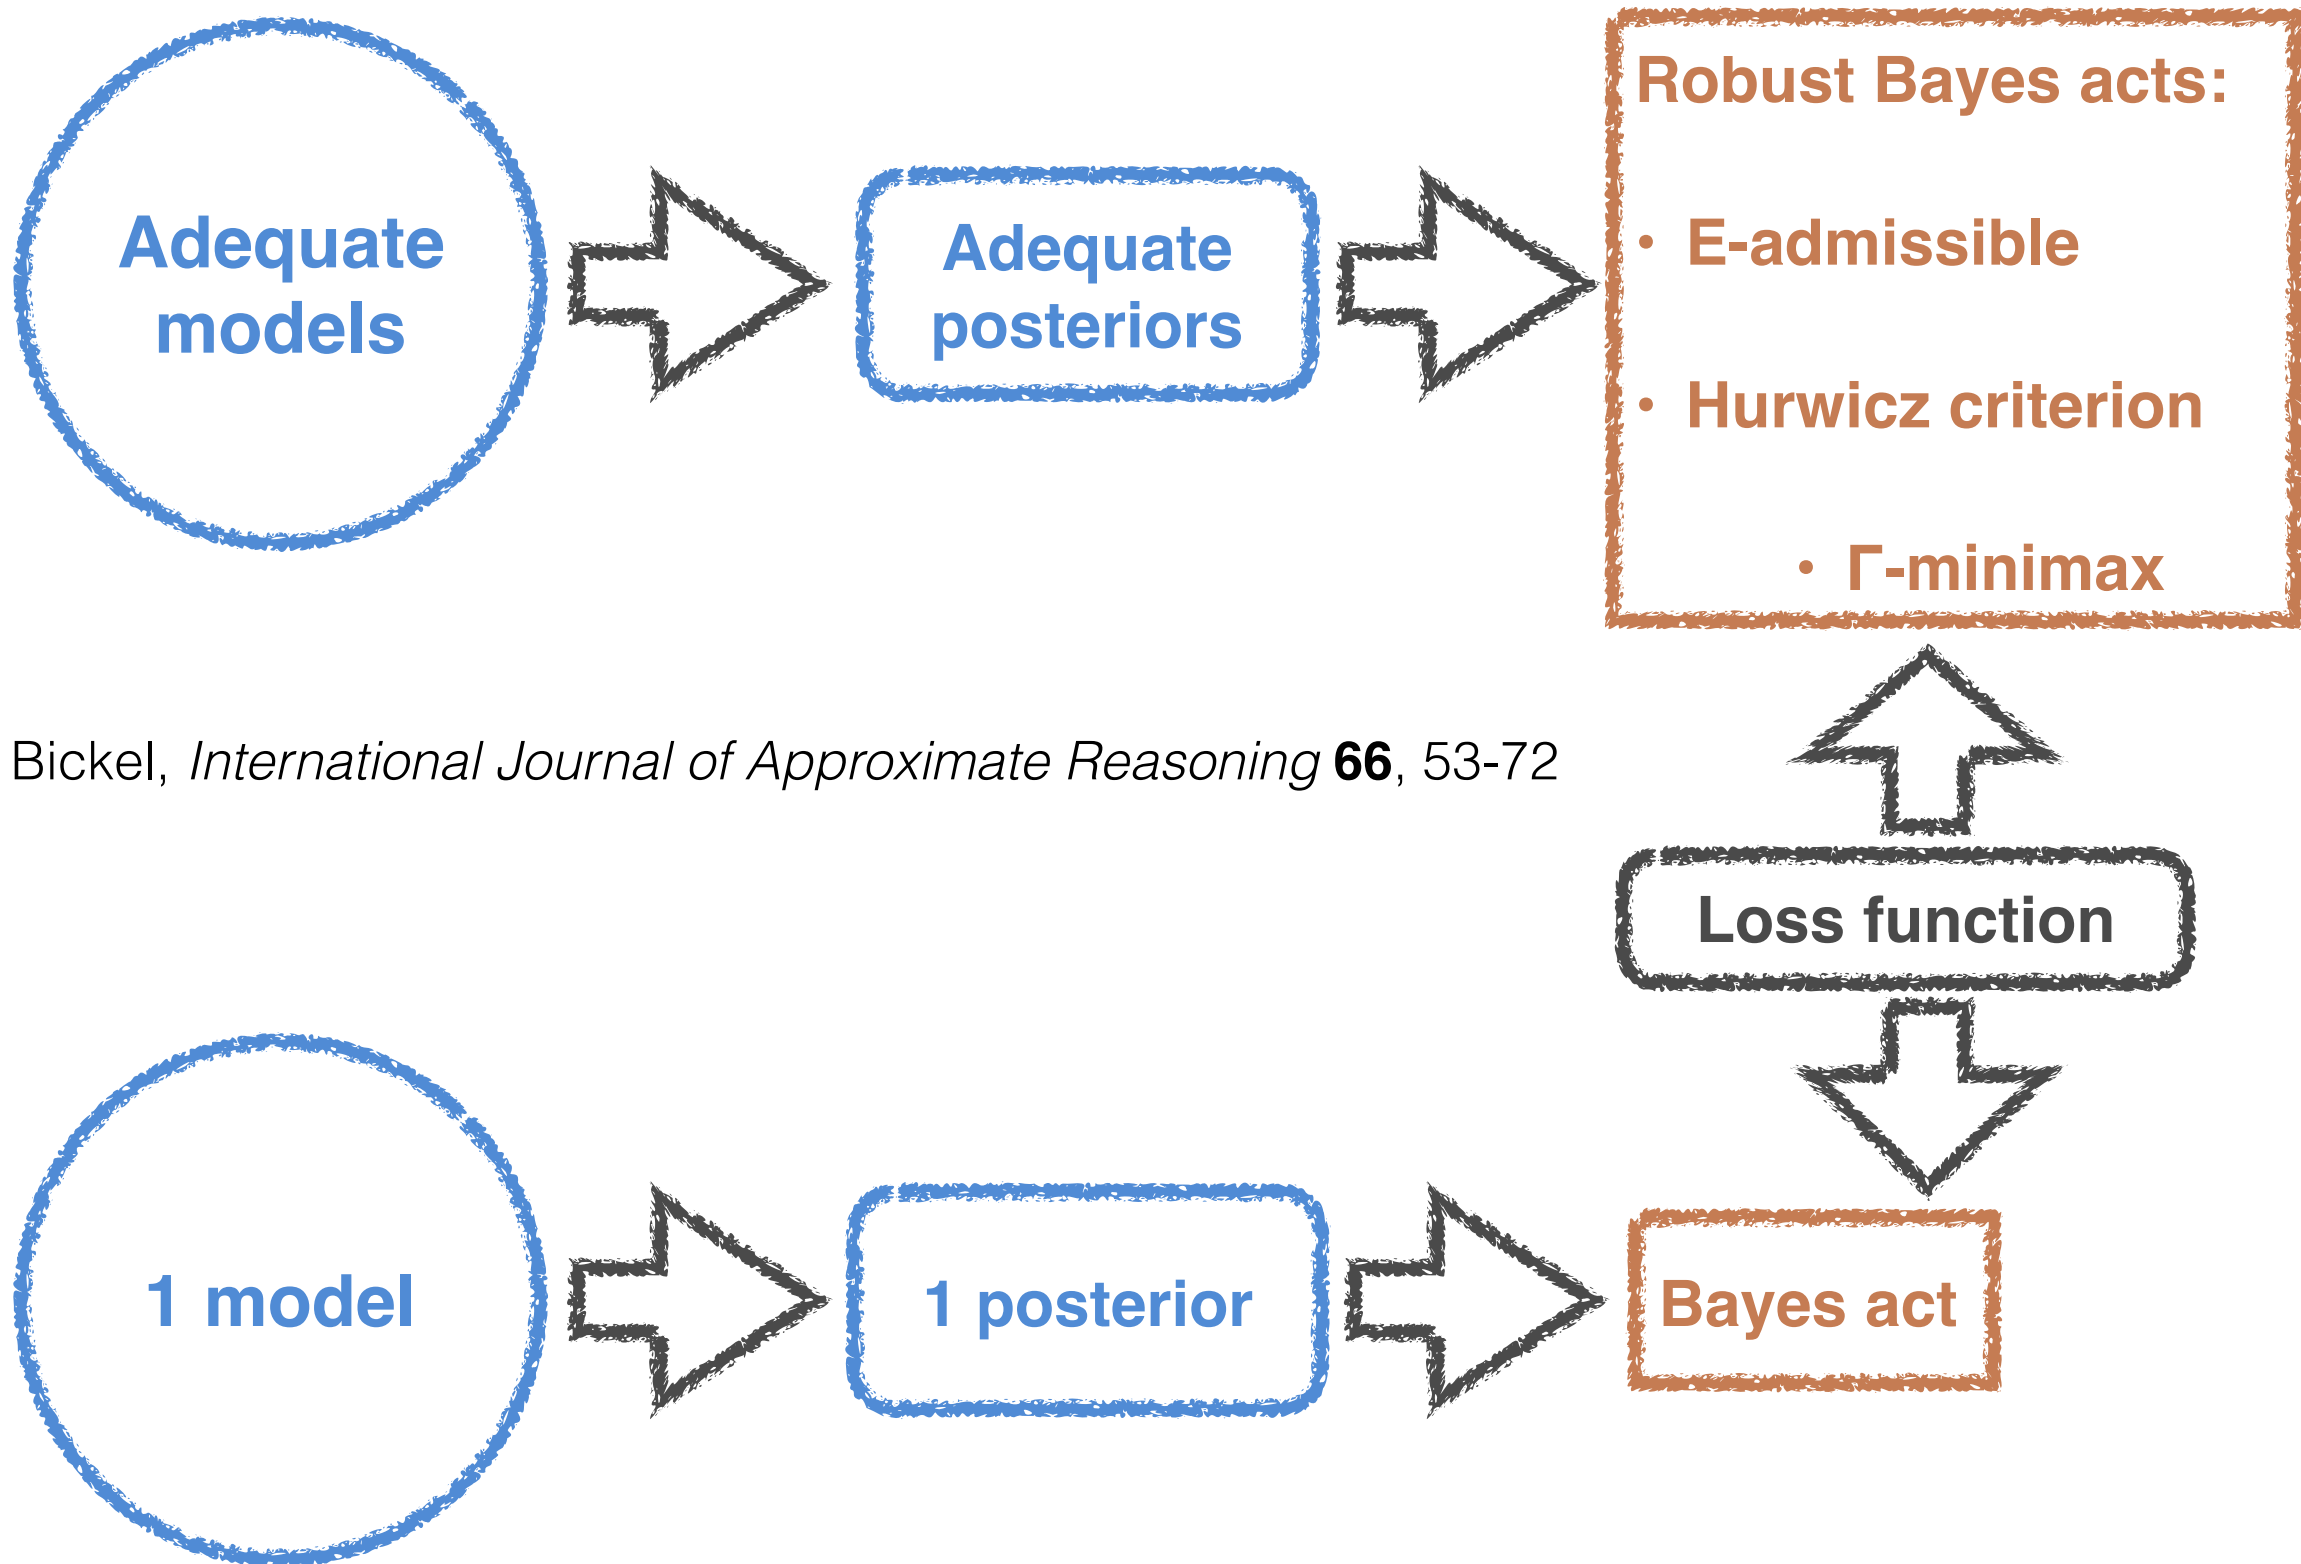 Adequate
models
Adequate
posteriors
Robust Bayes acts:
• E-admissible
• Hurwicz criterion
• Γ-minimax
Bickel, International Journal of Approximate Reasoning 66, 53-72
Loss function
1 model
1 posterior
Bayes act